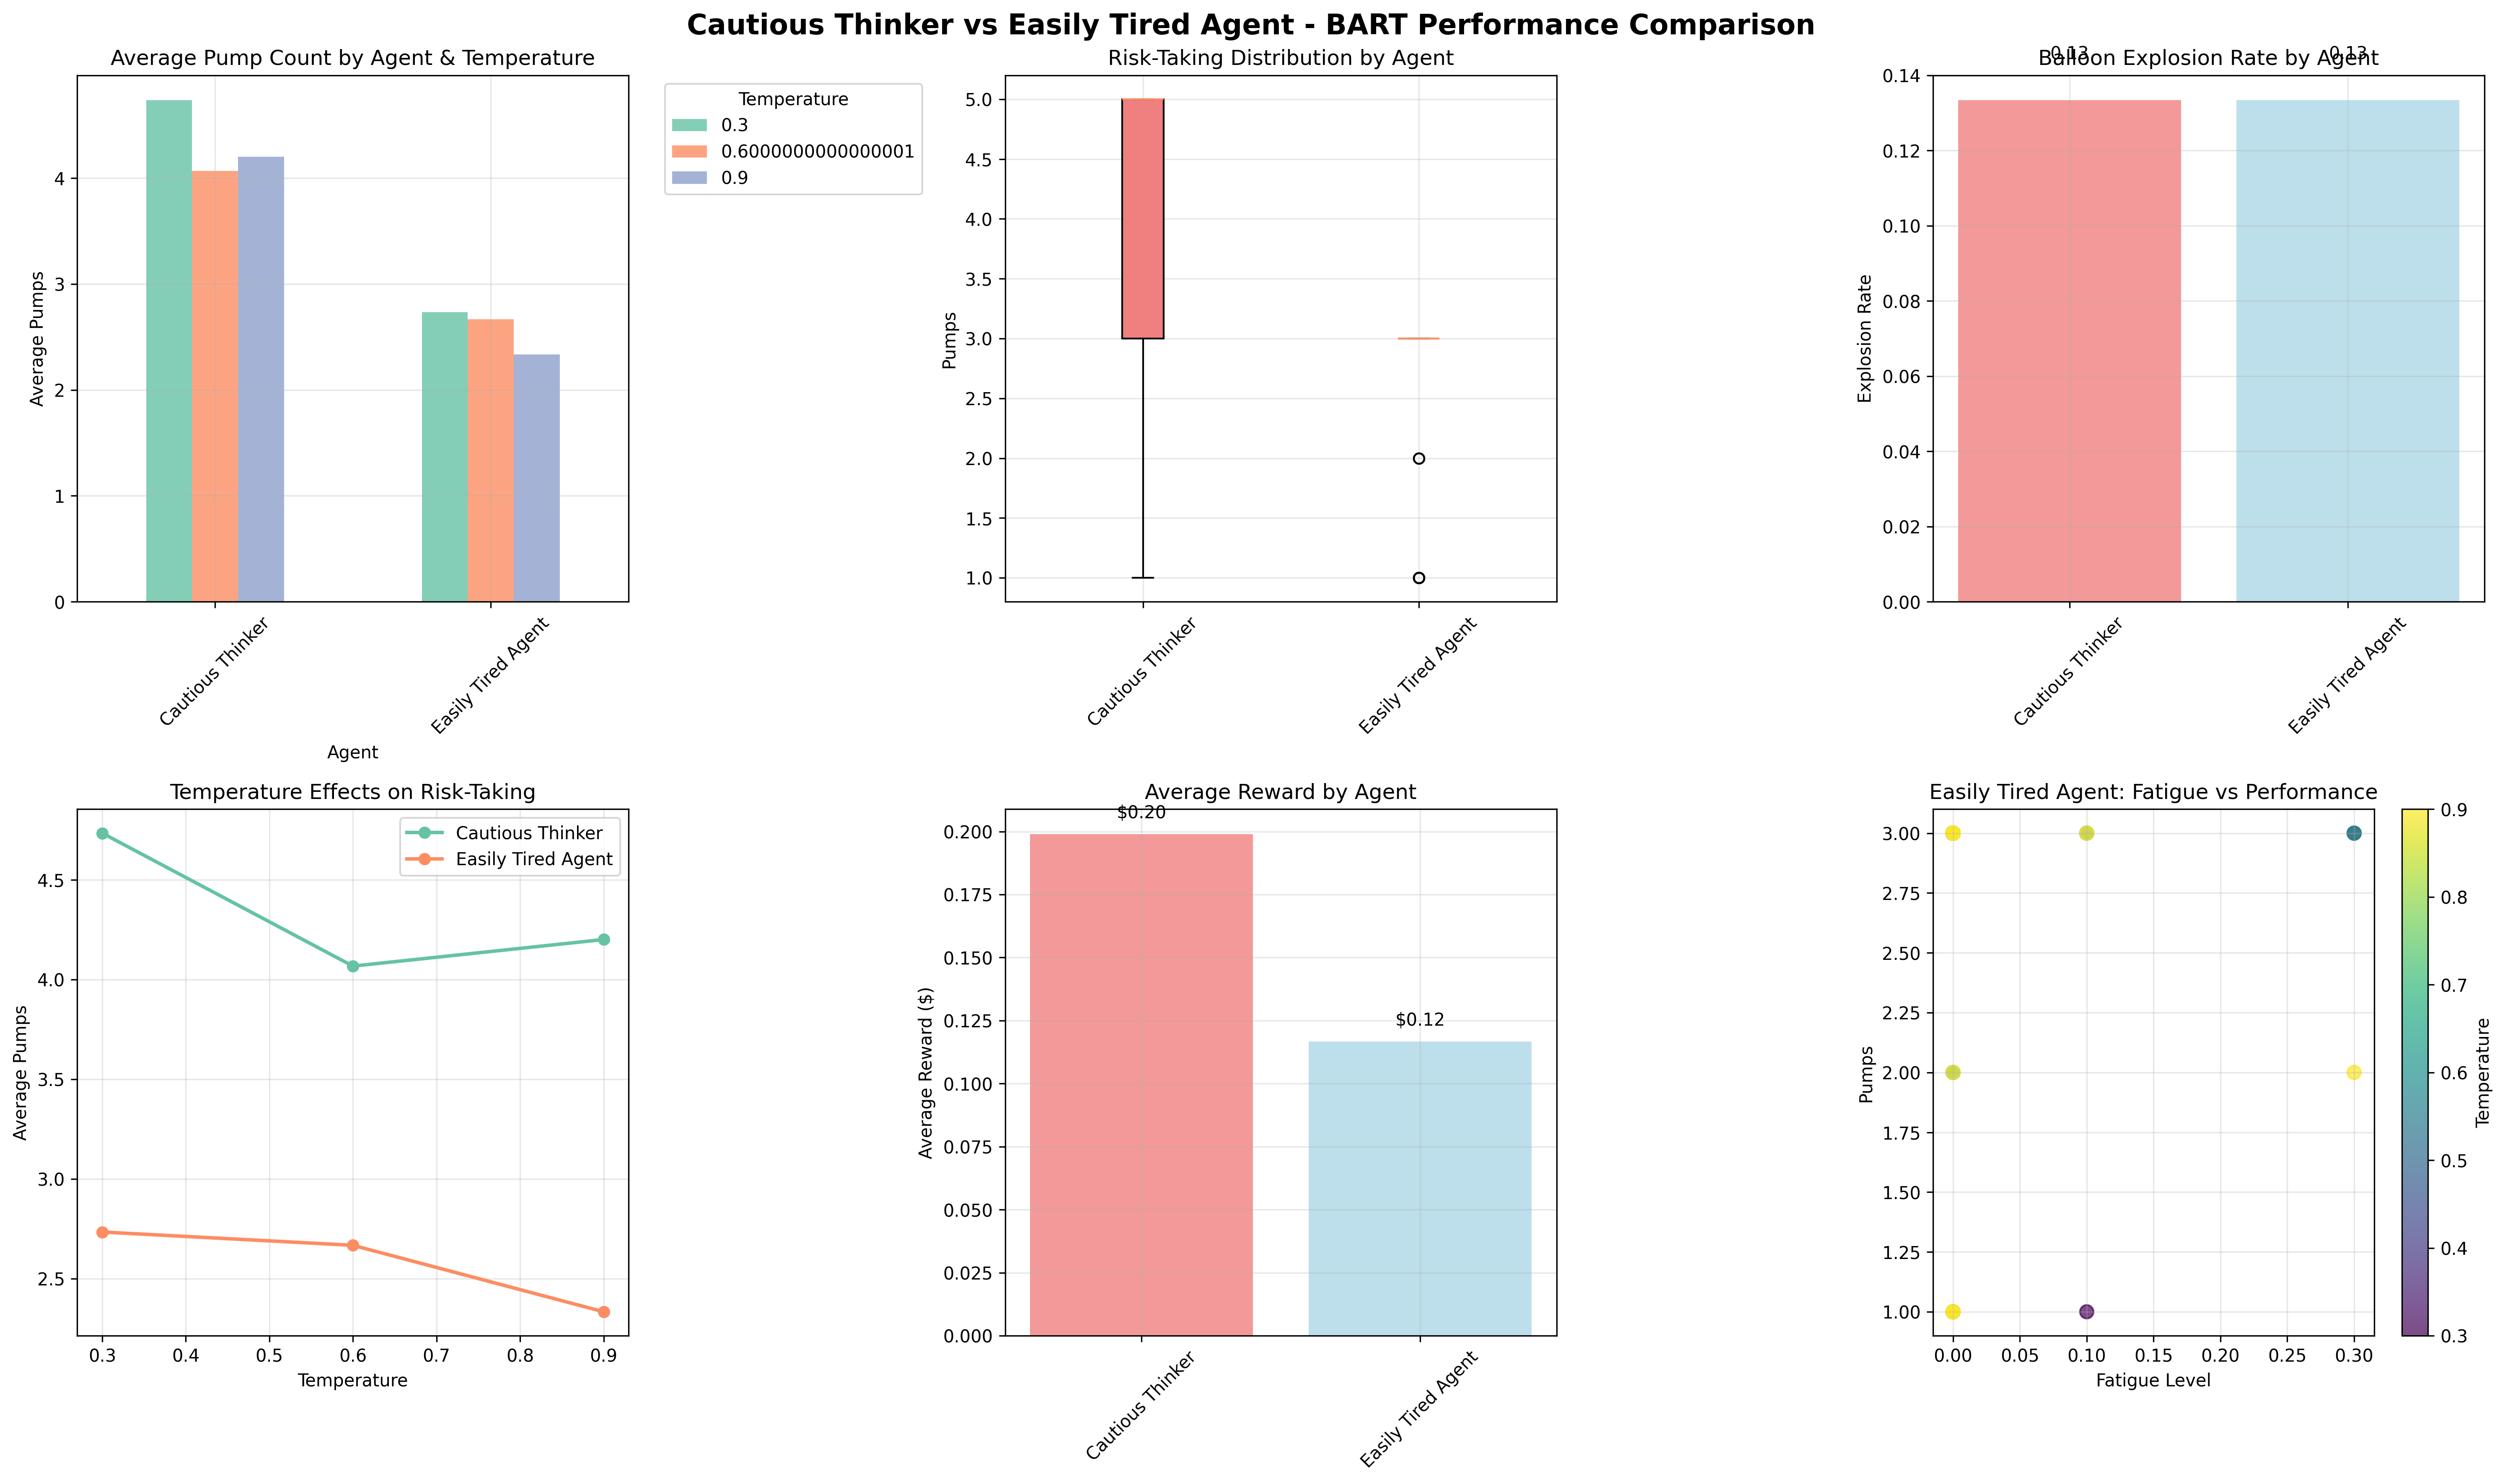 Cautious Thinker vs Easily Tired Agent - BART Performance Comparison
Average Pump Count by Agent & Temperature
Average Pumps
4
3
2
1
0
Cautious Thinker
Easily Tired Agent
Agent
Temperature
0.3
0.6000000000000001
0.9
Risk-Taking Distribution by Agent
Pumps
5.0
4.5
4.0
3.5
3.0
2.5
2.0
1.5
1.0
Cautious Thinker
Easily Tired Agent
Balloon Explosion Rate by Agent
0.13
0.13
Explosion Rate
0.14
0.12
0.10
0.08
0.06
0.04
0.02
0.00
Cautious Thinker
Easily Tired Agent
Temperature Effects on Risk-Taking
Cautious Thinker
Easily Tired Agent
Average Pumps
4.5
4.0
3.5
3.0
2.5
0.3 0.4 0.5 0.6 0.7 0.8 0.9
Temperature
Average Reward by Agent
$0.20
$0.12
Average Reward ($)
0.200
0.175
0.150
0.125
0.100
0.075
0.050
0.025
0.000
Cautious Thinker
Easily Tired Agent
Easily Tired Agent: Fatigue vs Performance
Pumps
3.00
2.75
2.50
2.25
2.00
1.75
1.50
1.25
1.00
0.00 0.05 0.10 0.15 0.20 0.25 0.30
Fatigue Level
0.9
0.8
0.7
0.6
0.5
0.4
0.3
Temperature